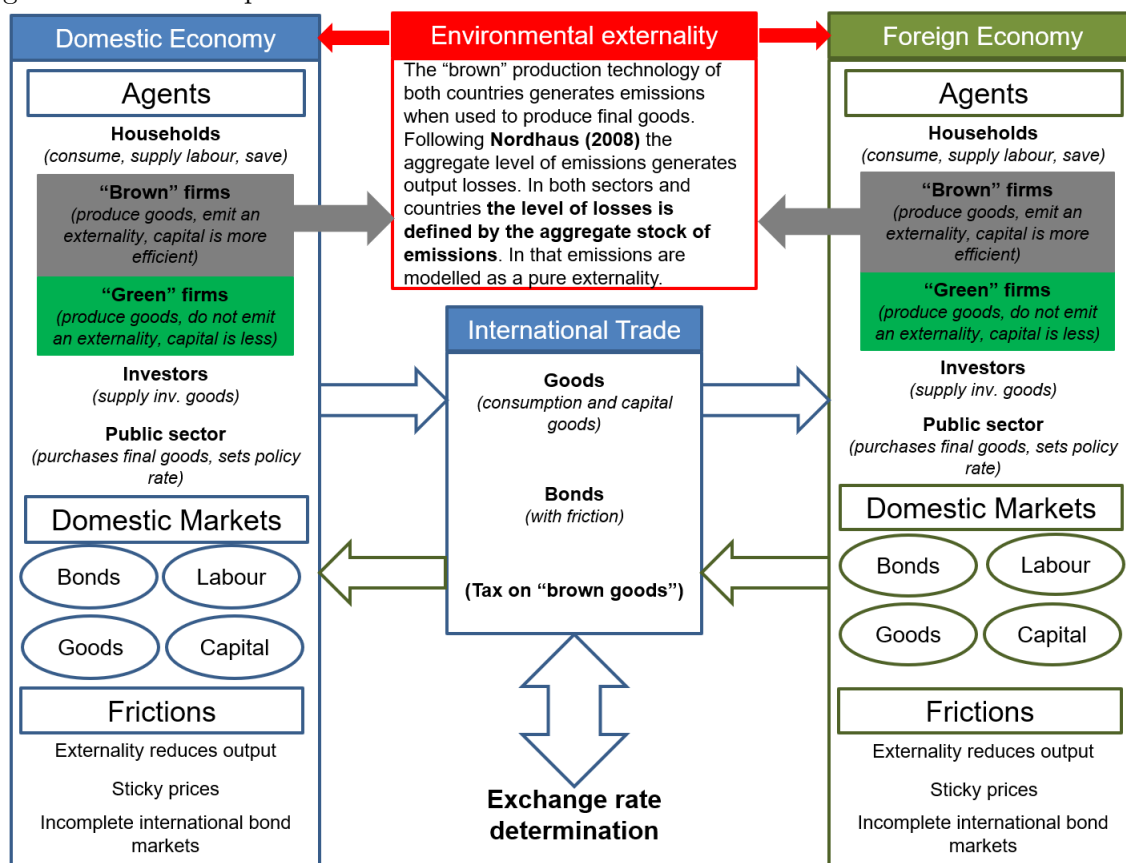 Domestic Economy
Agents
Households
(consume, supply labour, save)
“Brown” firms
(produce goods, emit an
externality, capital is more
efficient)
“Green” firms
(produce goods, do not emit
an externality, capital is less)
Investors
(supply inv. goods)
Public sector
(purchases final goods, sets policy
rate)
Domestic Markets
Bonds
Labour
Goods
Capital
Frictions
Externality reduces output
Sticky prices
Incomplete international bond
markets
Environmental externality
The “brown” production technology of
both countries generates emissions
when used to produce final goods.
Following Nordhaus (2008) the
aggregate level of emissions generates
output losses. In both sectors and
countries the level of losses is
defined by the aggregate stock of
emissions. In that emissions are
modelled as a pure externality.
International Trade
Goods
(consumption and capital
goods)
Bonds
(with friction)
(Tax on “brown goods”)
Exchange rate
determination
Foreign Economy
Agents
Households
(consume, supply labour, save)
“Brown” firms
(produce goods, emit an
externality, capital is more
efficient)
“Green” firms
(produce goods, do not emit
an externality, capital is less)
Investors
(supply inv. goods)
Public sector
(purchases final goods, sets policy
rate)
Domestic Markets
Bonds
Labour
Goods
Capital
Frictions
Externality reduces output
Sticky prices
Incomplete international bond
markets